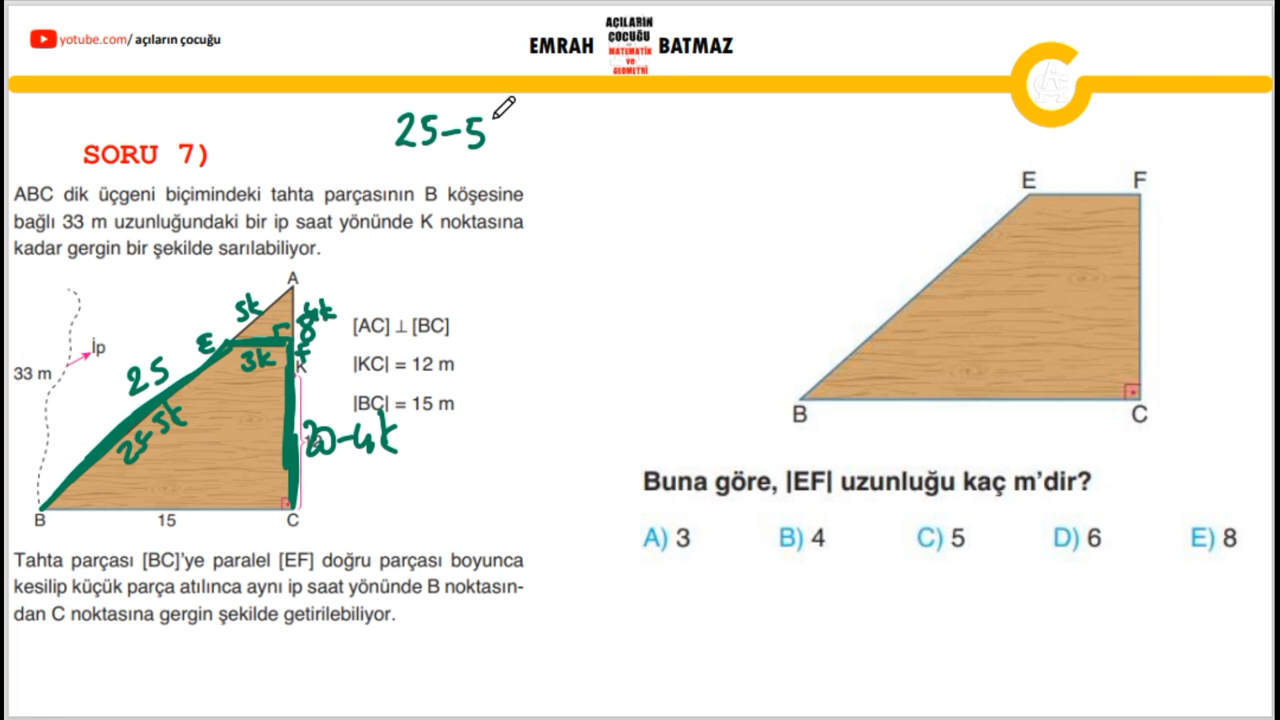 yotube.com/ açıların çocuğu
EMRAH
AÇILARIN
ÇOCUĞU
MATEMATİK
ve
GEOMETRİ
BATMAZ
25-5
SORU 7)
ABC dik üçgeni biçimindeki tahta parçasının B köşesine
bağlı 33 m uzunluğundaki bir ip saat yönünde K noktasına
kadar gergin bir şekilde sarılabiliyor.
A
5k
4k
8
E
F
3k
K
İp
33 m
25
25-5k
20-4k
B
15
C
[AC] ⊥ [BC]
|KC| = 12 m
|BC| = 15 m
Tahta parçası [BC]'ye paralel [EF] doğru parçası boyunca
kesilip küçük parça atılınca aynı ip saat yönünde B noktasın-
dan C noktasına gergin şekilde getirilebiliyor.
E F
B C
Buna göre, |EF| uzunluğu kaç m'dir?
A) 3 B) 4 C) 5 D) 6 E) 8